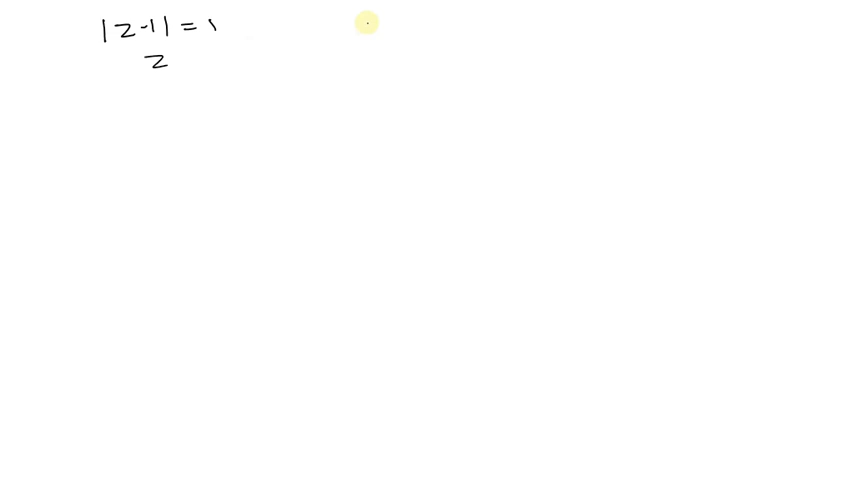 |z-1| = 1
z